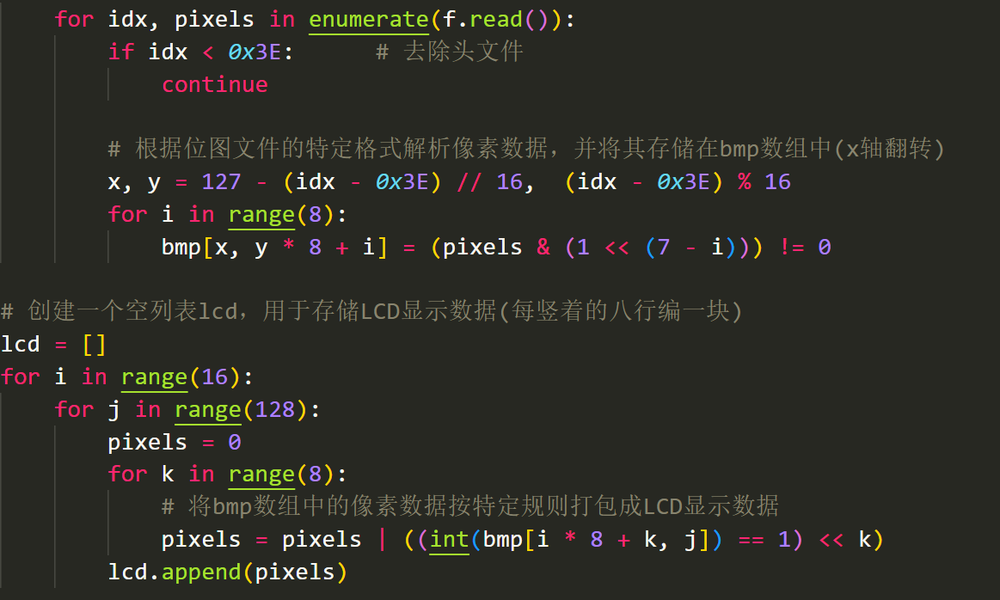 for idx, pixels in enumerate(f.read()):
if idx < 0x3E:      # 去除头文件
continue
# 根据位图文件的特定格式解析像素数据，并将其存储在bmp数组中(x轴翻转)
x, y = 127 - (idx - 0x3E) // 16,  (idx - 0x3E) % 16
for i in range(8):
bmp[x, y * 8 + i] = (pixels & (1 << (7 - i))) != 0
# 创建一个空列表lcd，用于存储LCD显示数据(每竖着的八行编一块)
lcd = []
for i in range(16):
for j in range(128):
pixels = 0
for k in range(8):
# 将bmp数组中的像素数据按特定规则打包成LCD显示数据
pixels = pixels | ((int(bmp[i * 8 + k, j]) == 1) << k)
lcd.append(pixels)